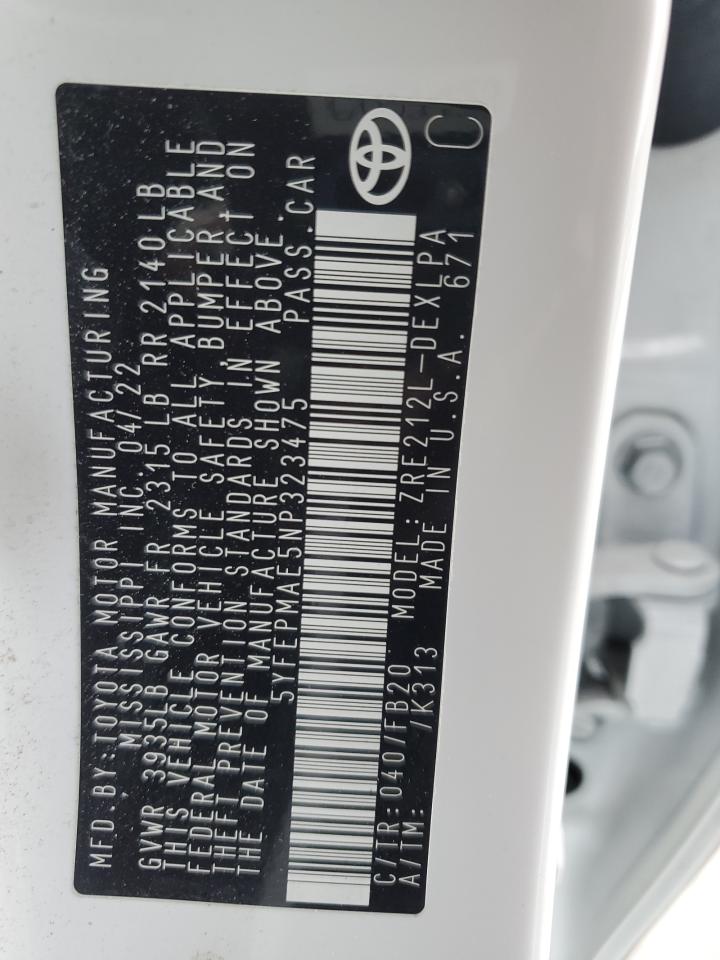 MFD.BY:TOYOTA MOTOR MANUFACTURING
MISSISSIPPI INC. 04/22
GVWR 3935LB GAWR FR 2315 LB RR 2140LB
THIS VEHICLE CONFORMS TO ALL APPLICABLE
FEDERAL MOTOR VEHICLE SAFETY BUMPER AND
THEFT PREVENTION STANDARDS IN EFFECT ON
THE DATE OF MANUFACTURE SHOWN ABOVE.
5YFEPMAE5NP323475 PASS.CAR
C/TR: 040/FB20 MODEL: ZRE212L-DEXLPA
A/TM: /K313 MADE IN U.S.A. 671
C